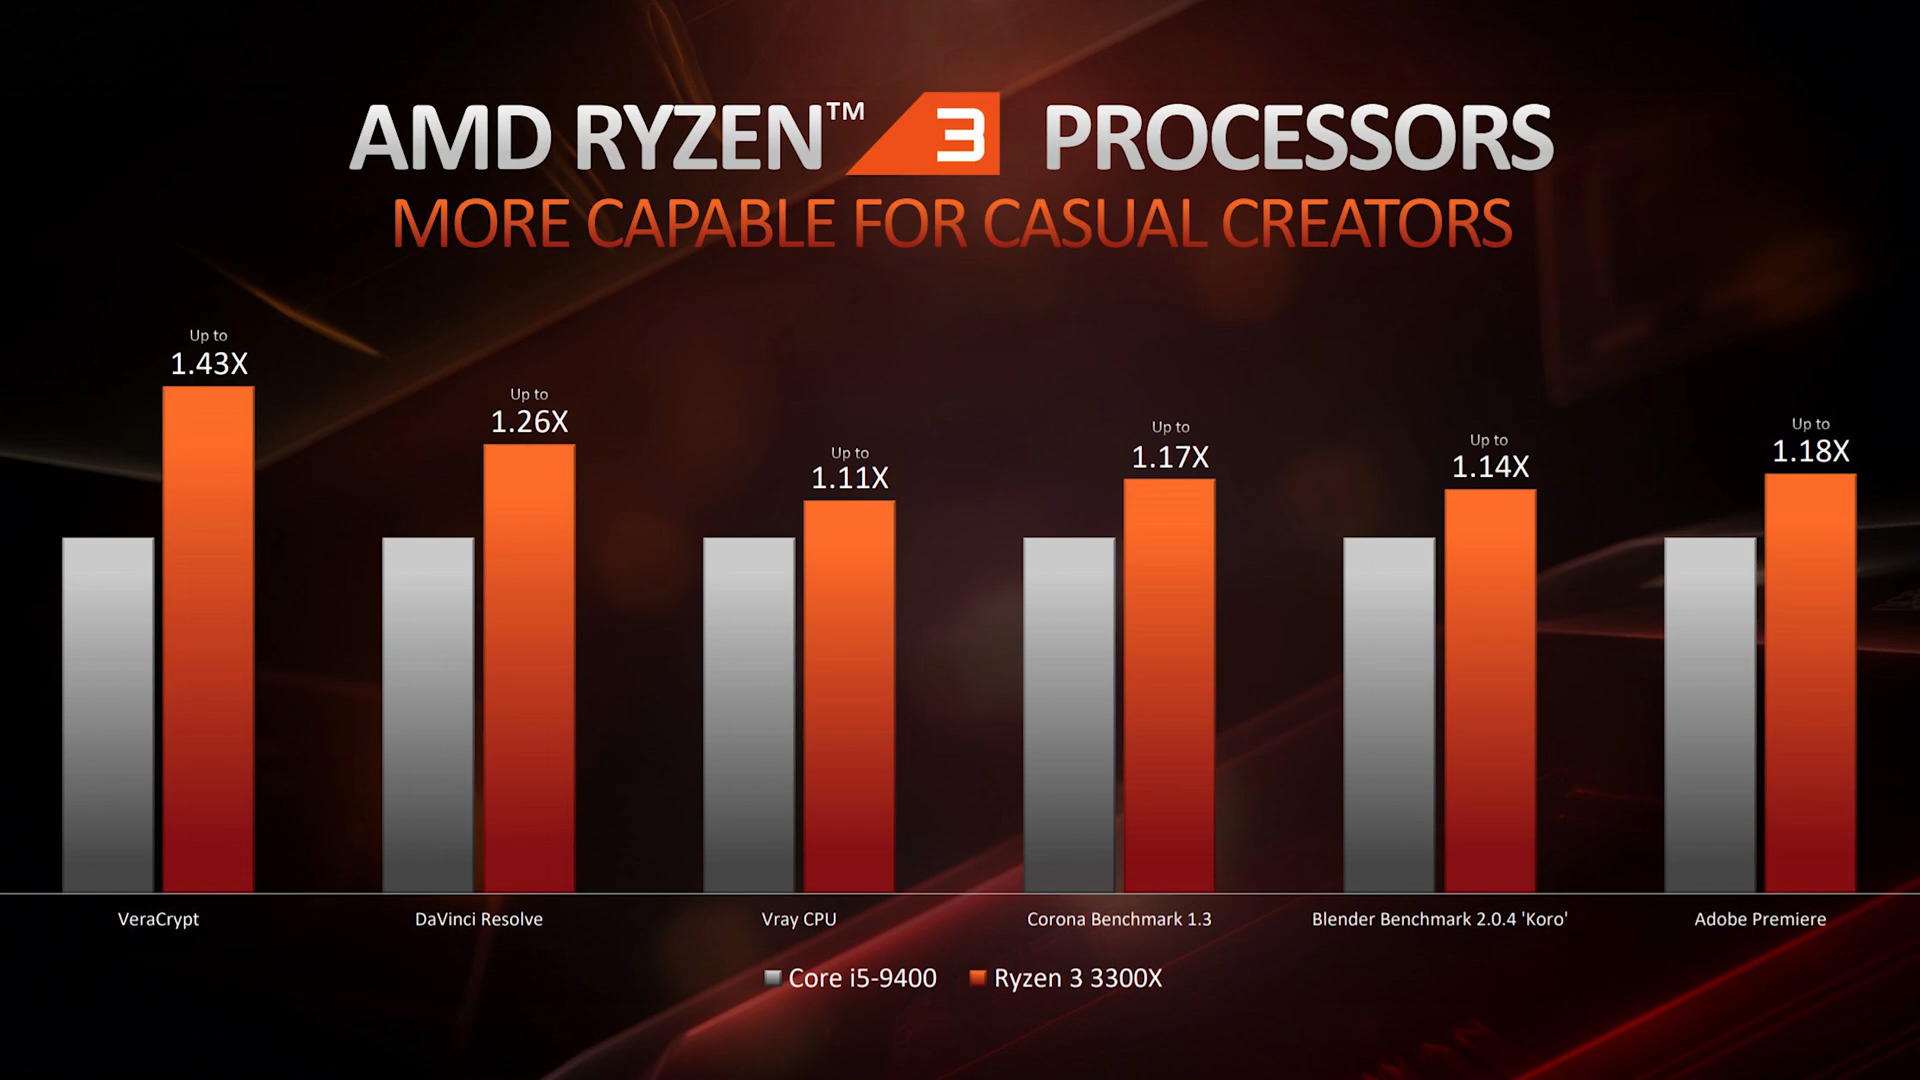 AMD RYZEN™ 3 PROCESSORS
MORE CAPABLE FOR CASUAL CREATORS
Up to
1.43X
Up to
1.26X
Up to
1.11X
Up to
1.17X
Up to
1.14X
Up to
1.18X
VeraCrypt
DaVinci Resolve
Vray CPU
Corona Benchmark 1.3
Blender Benchmark 2.0.4 'Koro'
Adobe Premiere
Core i5-9400
Ryzen 3 3300X